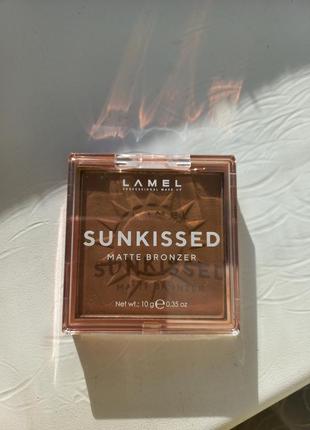 LAMEL
PROFESSIONAL MAKE UP
SUNKISSED
MATTE BRONZER
Net wt.: 10 g ℮ 0.35 oz